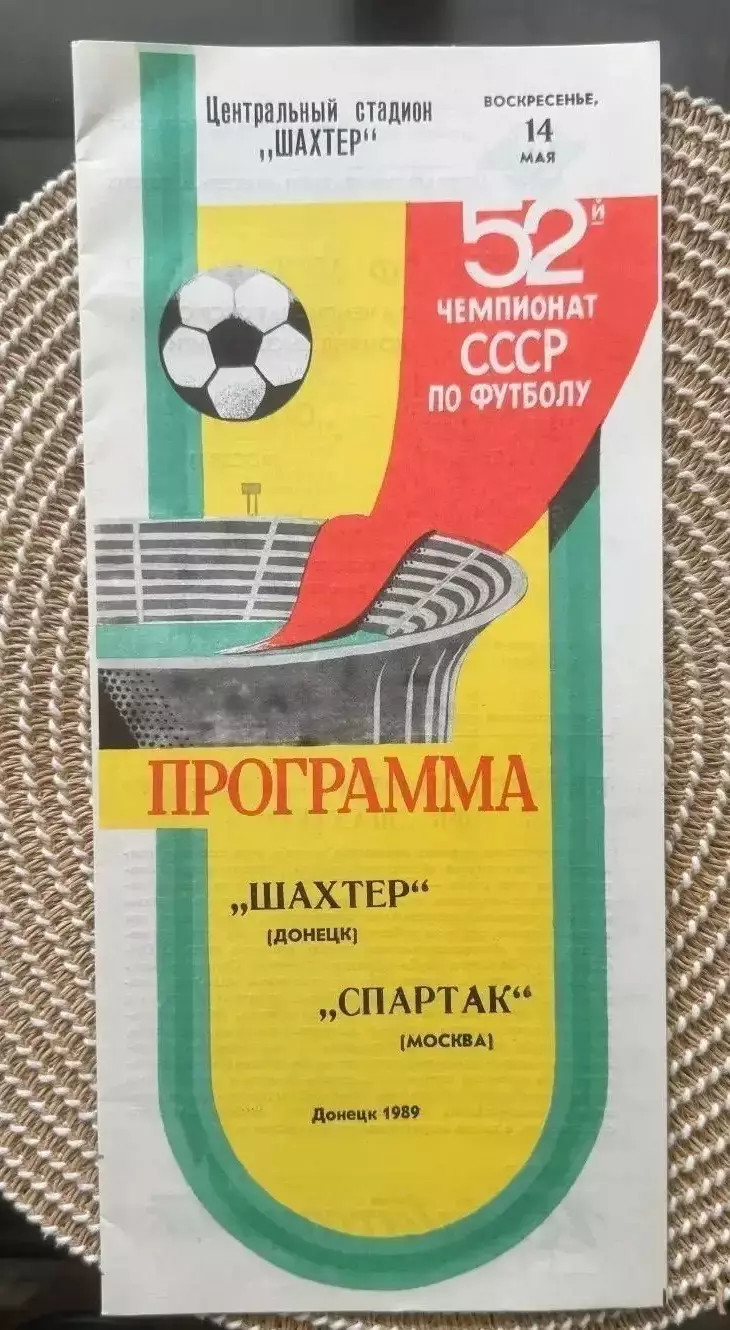 Центральный стадион
„ШАХТЕР“
ВОСКРЕСЕНЬЕ,
14
МАЯ
52й
ЧЕМПИОНАТ
СССР
ПО ФУТБОЛУ
ПРОГРАММА
„ШАХТЕР“
(ДОНЕЦК)
„СПАРТАК“
(МОСКВА)
Донецк 1989